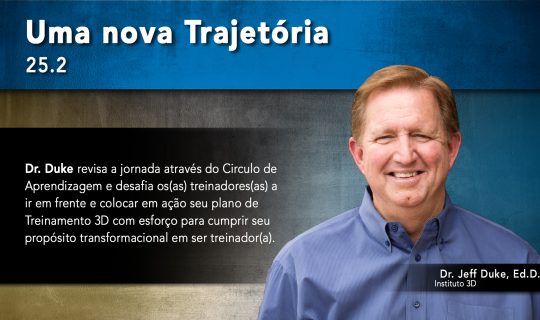 Uma nova Trajetória
25.2
Dr. Duke revisa a jornada através do Circulo de
Aprendizagem e desafia os(as) treinadores(as) a
ir em frente e colocar em ação seu plano de
Treinamento 3D com esforço para cumprir seu
propósito transformacional em ser treinador(a).
Dr. Jeff Duke, Ed.D.
Instituto 3D